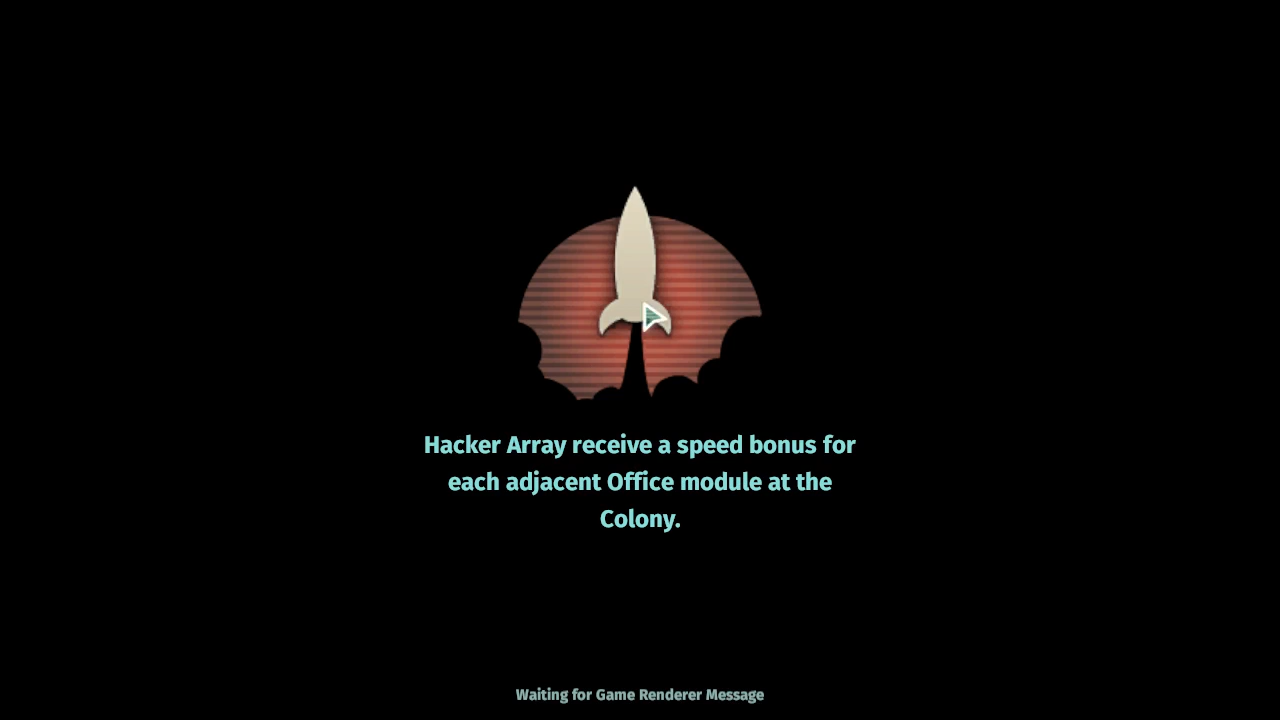 Hacker Array receive a speed bonus for
each adjacent Office module at the
Colony.
Waiting for Game Renderer Message